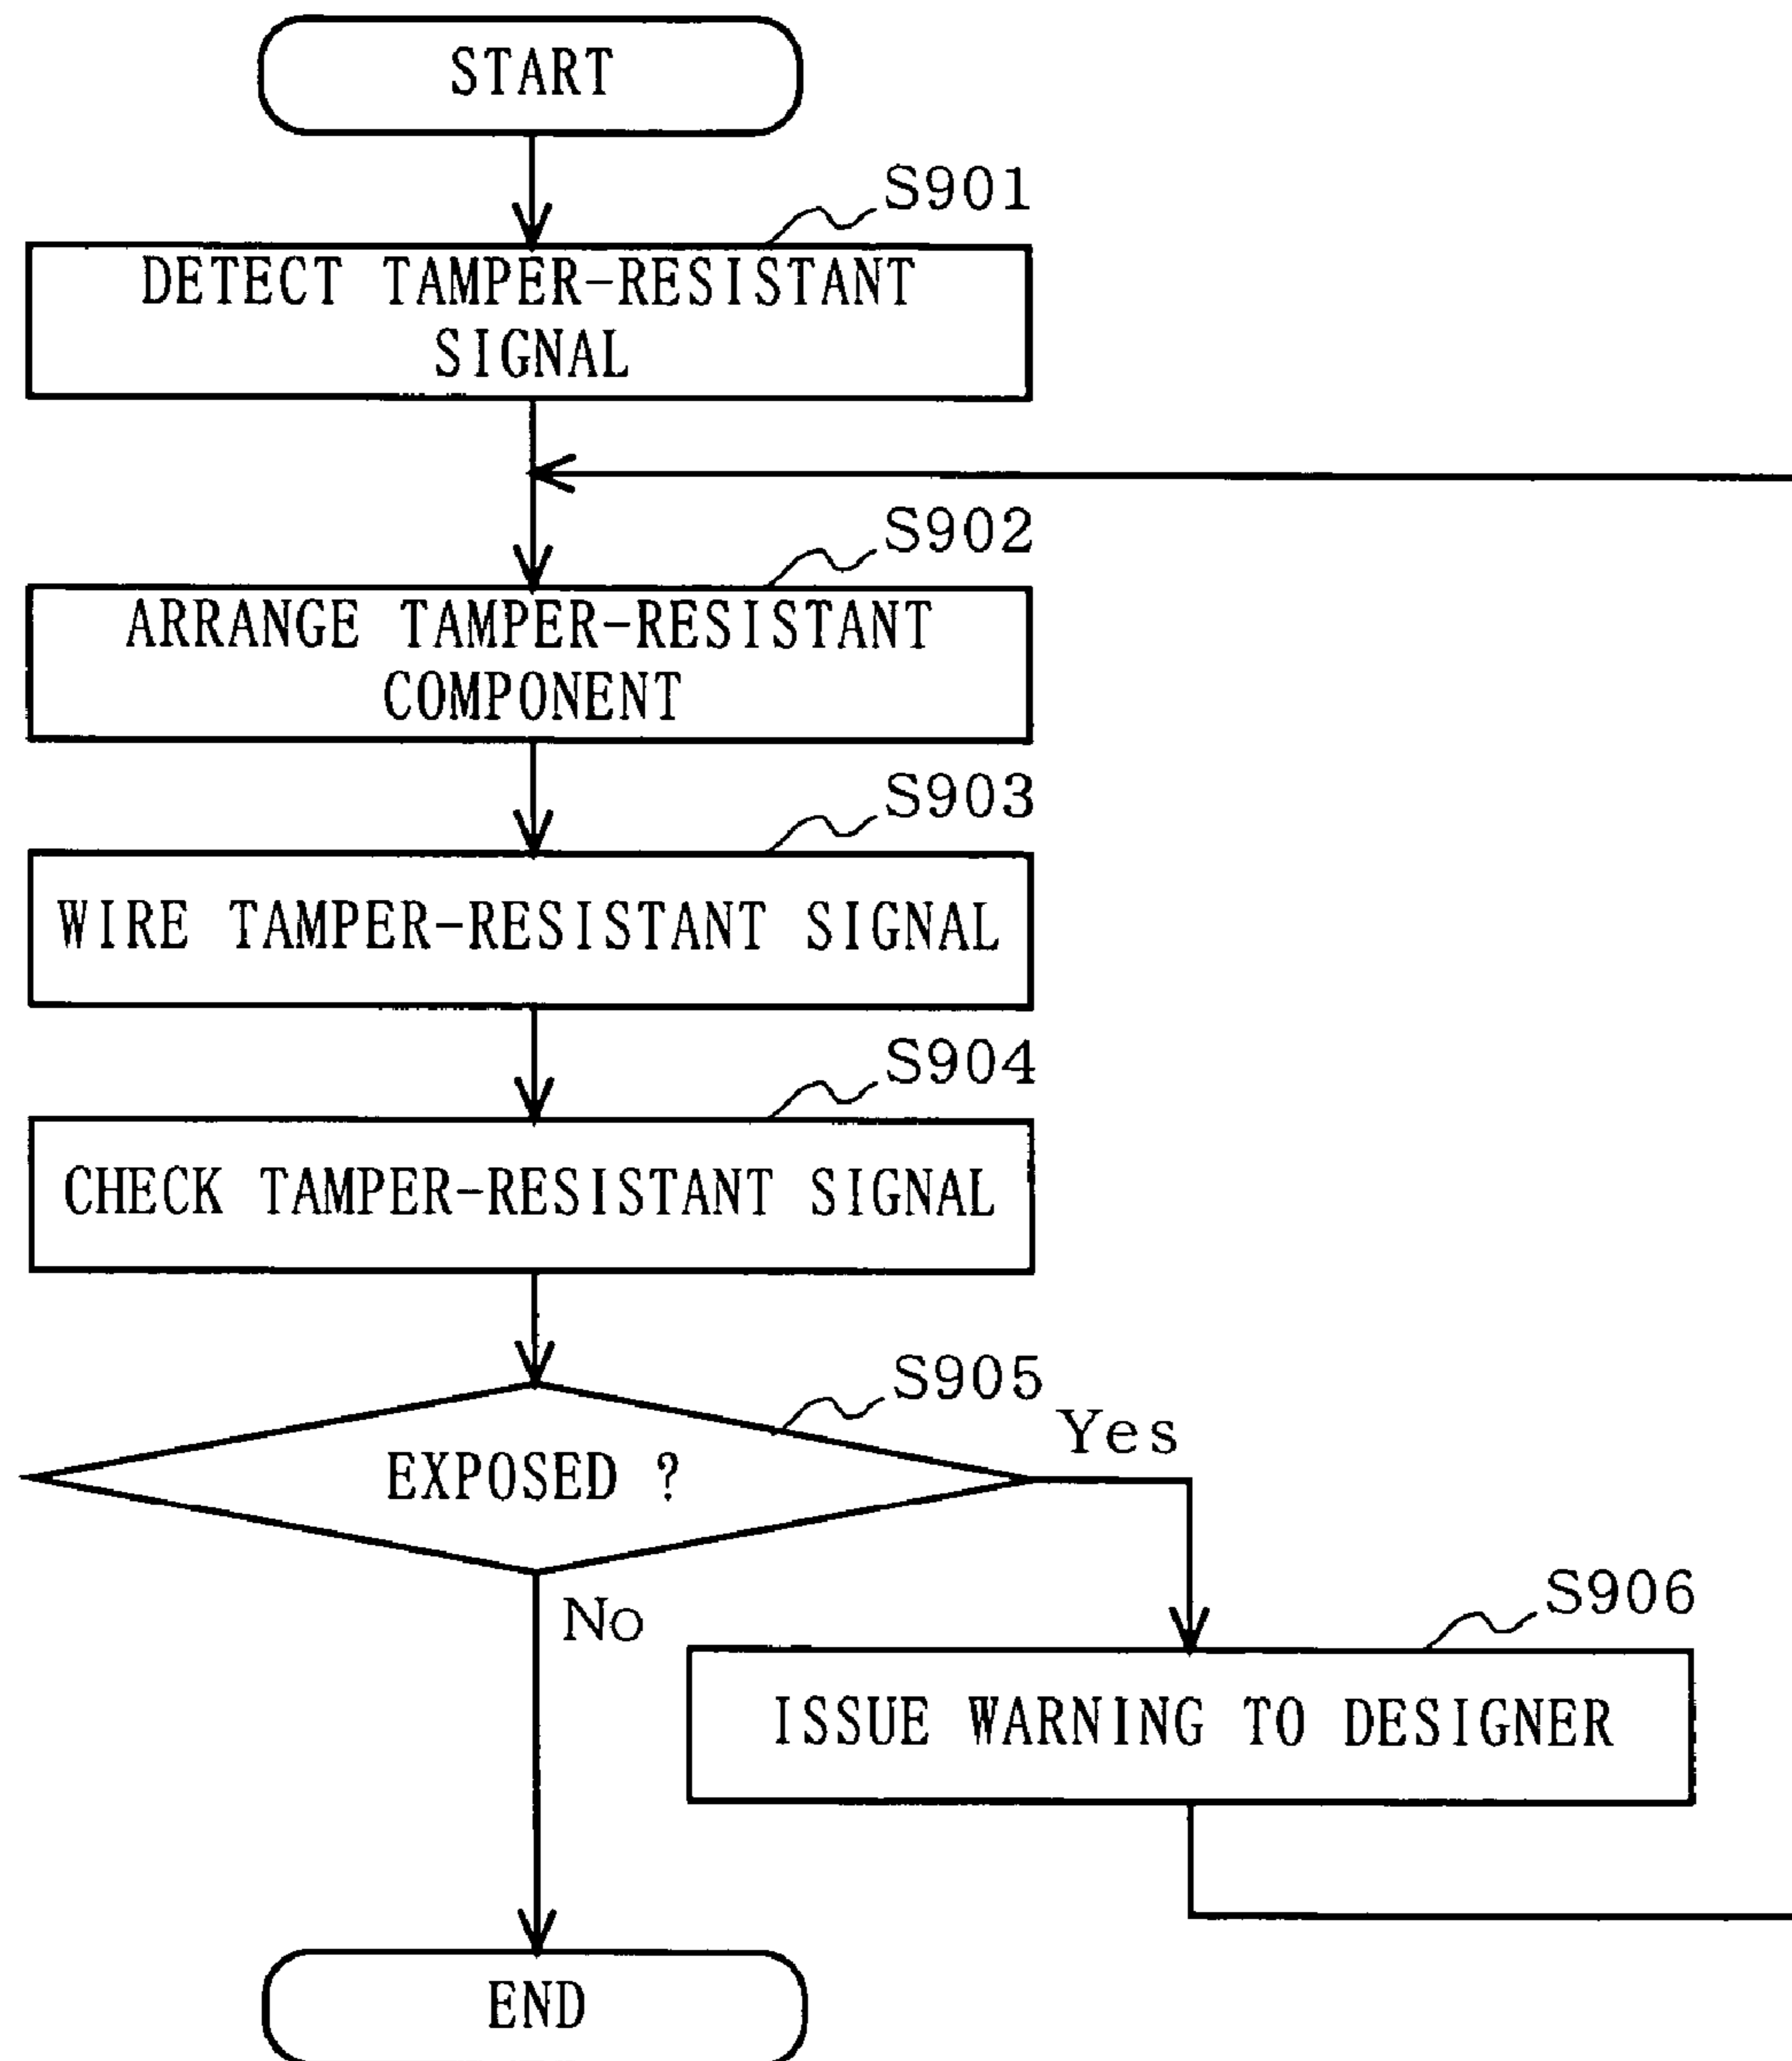 START
S901
DETECT TAMPER-RESISTANT
SIGNAL
S902
ARRANGE TAMPER-RESISTANT
COMPONENT
S903
WIRE TAMPER-RESISTANT SIGNAL
S904
CHECK TAMPER-RESISTANT SIGNAL
S905
EXPOSED ?
Yes
No
S906
ISSUE WARNING TO DESIGNER
END